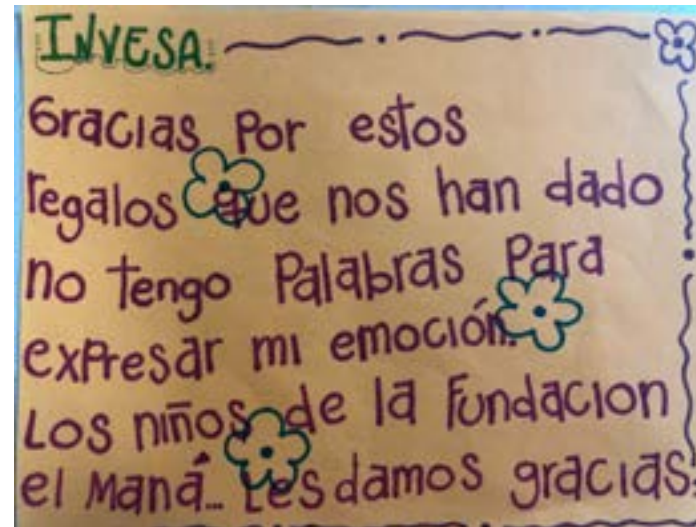 INVESA.
Gracias Por estos
regalos que nos han dado
no tengo Palabras Para
expresar mi emoción.
Los niños de la Fundacion
el Maná... Les damos gracias.